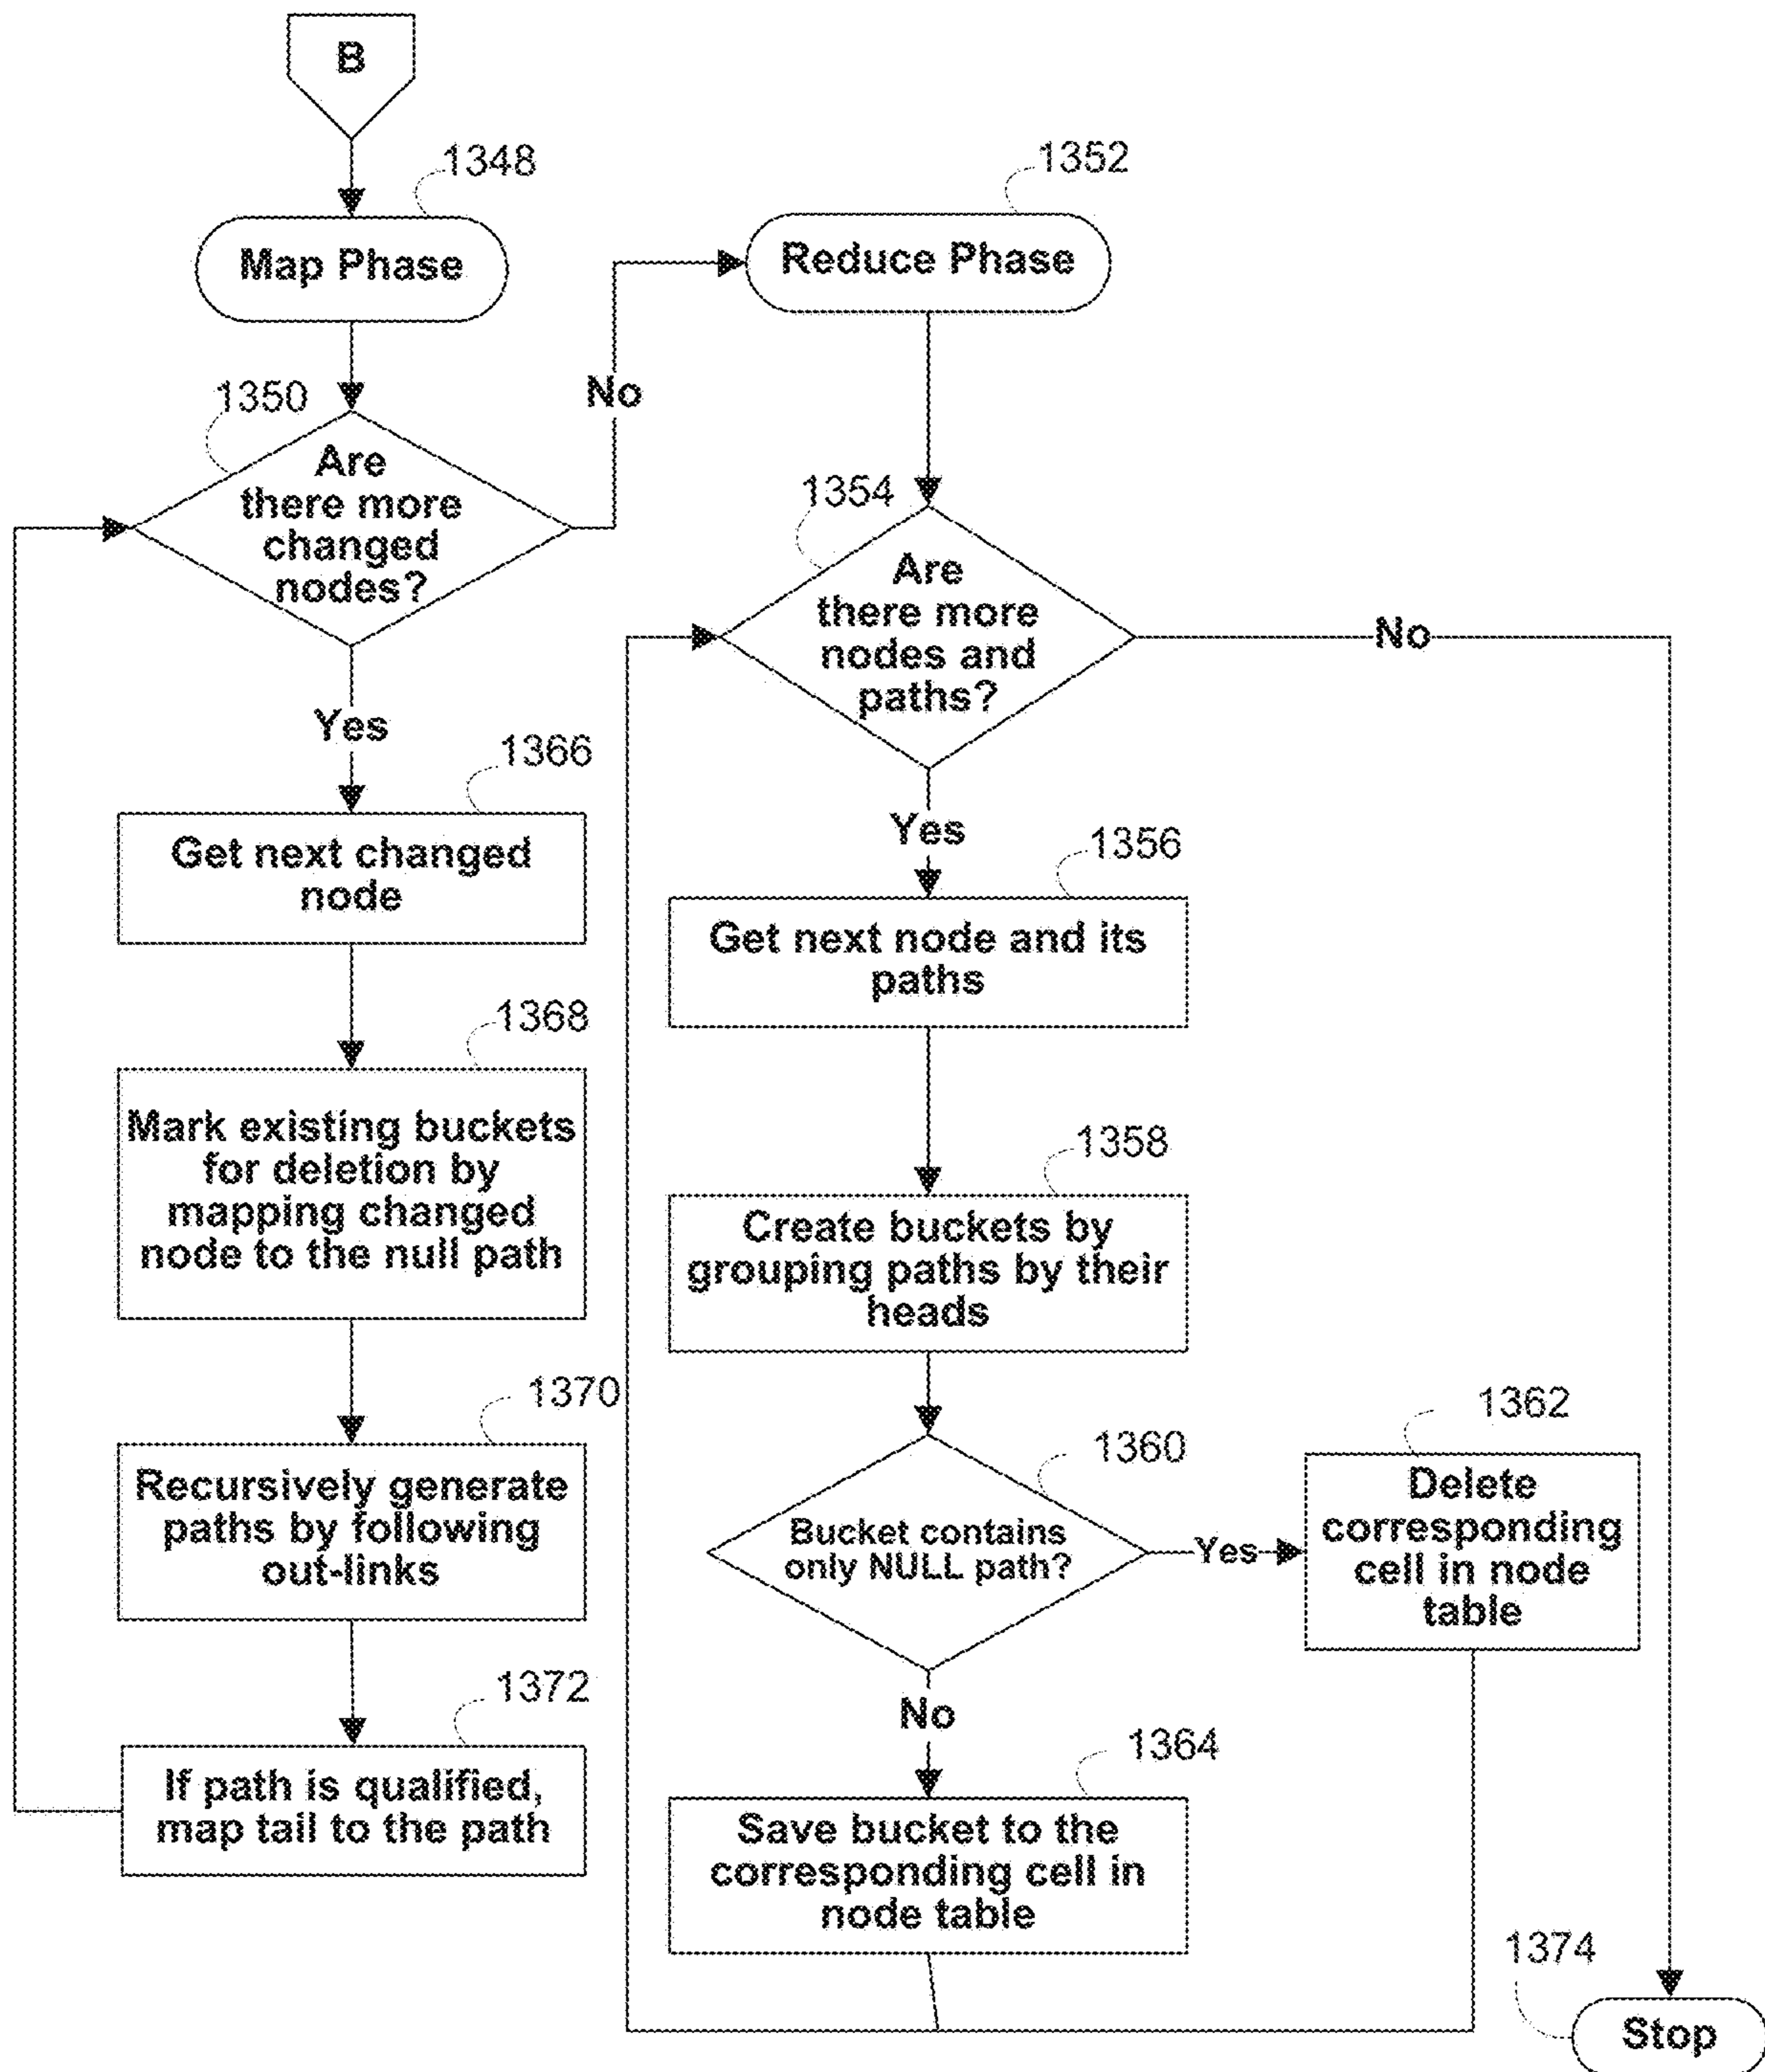 B
1348
Map Phase
1352
Reduce Phase
1350
Are
there more
changed
nodes?
No
Yes
1354
Are
there more
nodes and
paths?
No
Yes
1366
Get next changed
node
1356
Get next node and its
paths
1368
Mark existing buckets
for deletion by
mapping changed
node to the null path
1358
Create buckets by
grouping paths by their
heads
1370
Recursively generate
paths by following
out-links
1360
Bucket contains
only NULL path?
Yes
1362
Delete
corresponding
cell in node
table
No
1372
If path is qualified,
map tail to the path
1364
Save bucket to the
corresponding cell in
node table
1374
Stop